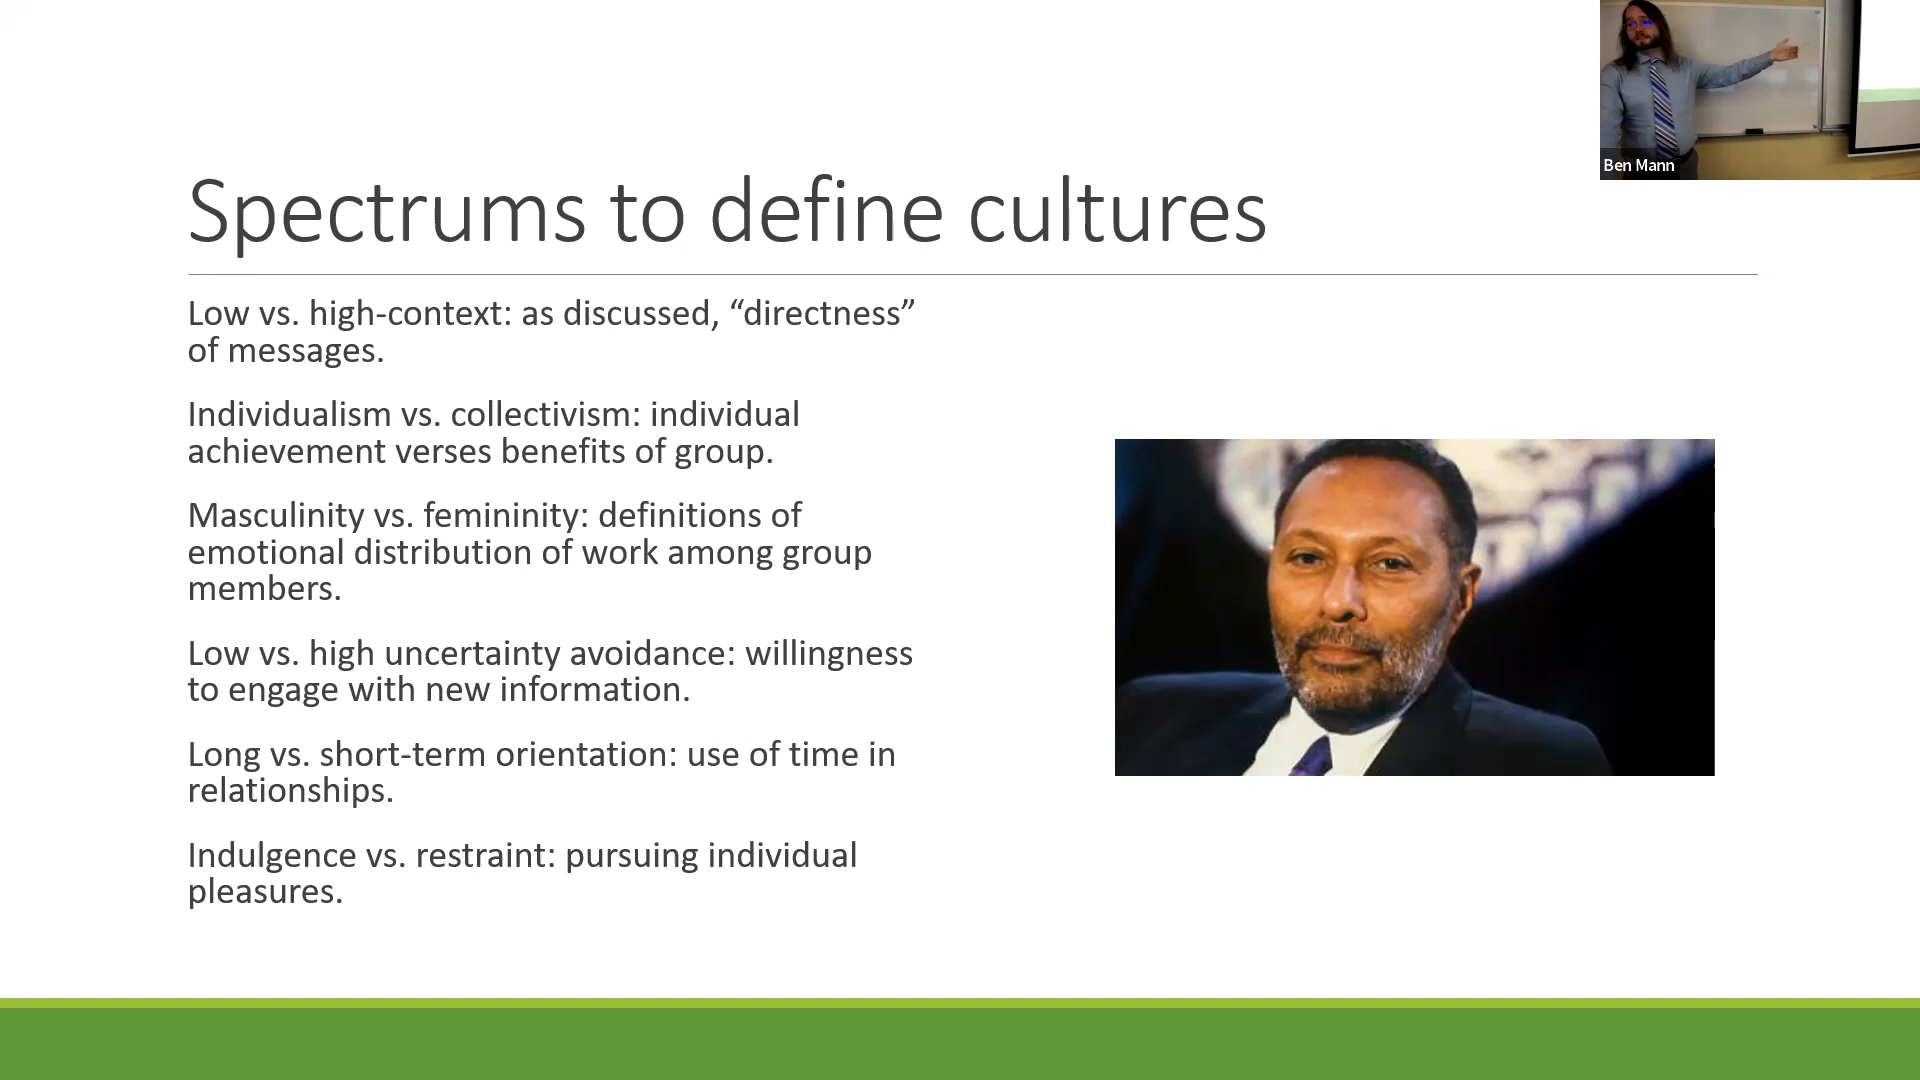 Ben Mann
Spectrums to define cultures
Low vs. high-context: as discussed, “directness”
of messages.
Individualism vs. collectivism: individual
achievement verses benefits of group.
Masculinity vs. femininity: definitions of
emotional distribution of work among group
members.
Low vs. high uncertainty avoidance: willingness
to engage with new information.
Long vs. short-term orientation: use of time in
relationships.
Indulgence vs. restraint: pursuing individual
pleasures.